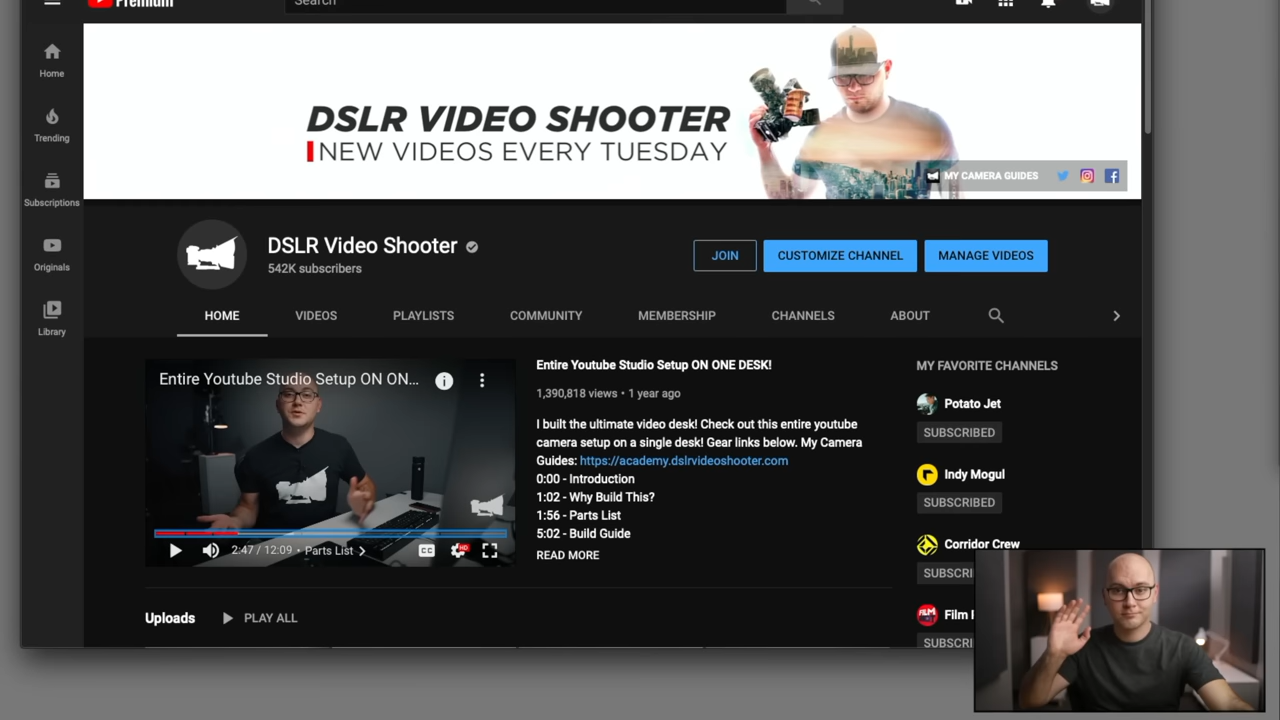 Premium
Search
Home
Trending
Subscriptions
Originals
Library
DSLR VIDEO SHOOTER
NEW VIDEOS EVERY TUESDAY
MY CAMERA GUIDES
DSLR Video Shooter
542K subscribers
JOIN
CUSTOMIZE CHANNEL
MANAGE VIDEOS
HOME
VIDEOS
PLAYLISTS
COMMUNITY
MEMBERSHIP
CHANNELS
ABOUT
Entire Youtube Studio Setup ON ON...
2:47 / 12:09 • Parts List
CC
HD
Entire Youtube Studio Setup ON ONE DESK!
1,390,818 views • 1 year ago
I built the ultimate video desk! Check out this entire youtube
camera setup on a single desk! Gear links below. My Camera
Guides: https://academy.dslrvideoshooter.com
0:00 - Introduction
1:02 - Why Build This?
1:56 - Parts List
5:02 - Build Guide
READ MORE
MY FAVORITE CHANNELS
Potato Jet
SUBSCRIBED
Indy Mogul
SUBSCRIBED
Corridor Crew
SUBSCRI
FILM
Film
SUBSCRI
Uploads
PLAY ALL